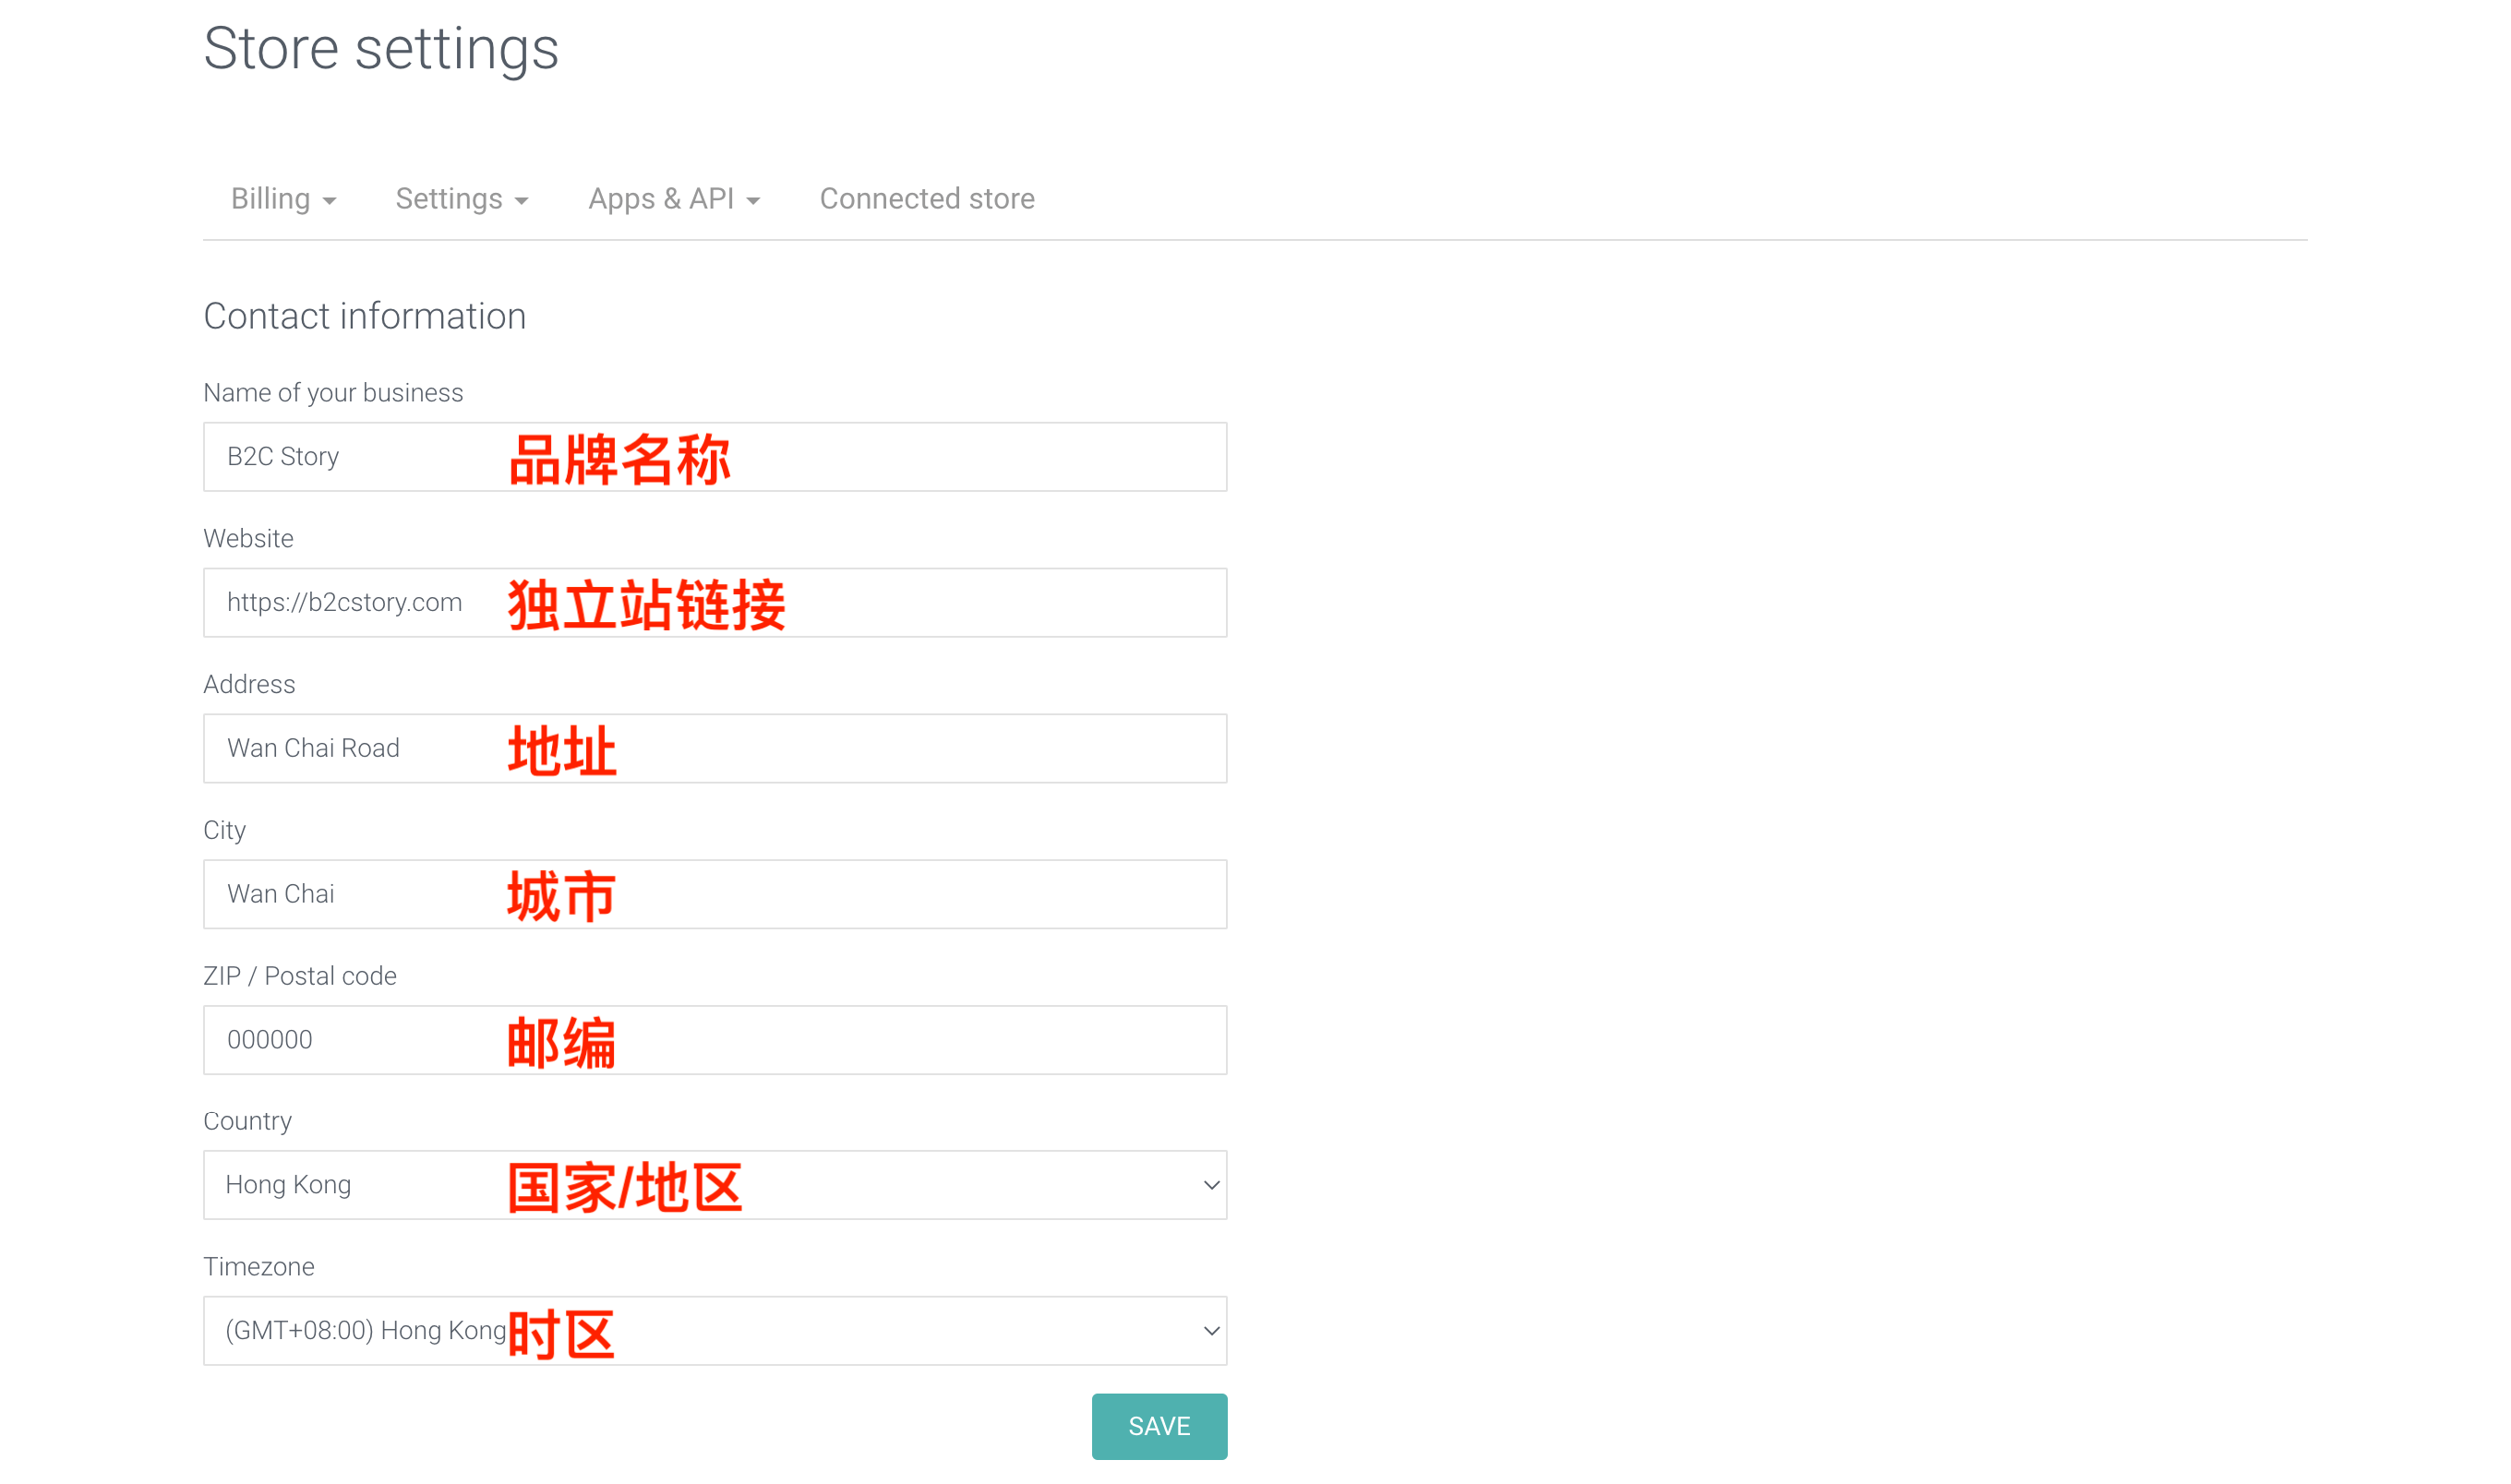 Store settings
Billing Settings Apps & API Connected store
Contact information
Name of your business
B2C Story 品牌名称
Website
https://b2cstory.com 独立站链接
Address
Wan Chai Road 地址
City
Wan Chai 城市
ZIP / Postal code
000000 邮编
Country
Hong Kong 国家/地区
Timezone
(GMT+08:00) Hong Kong 时区
SAVE